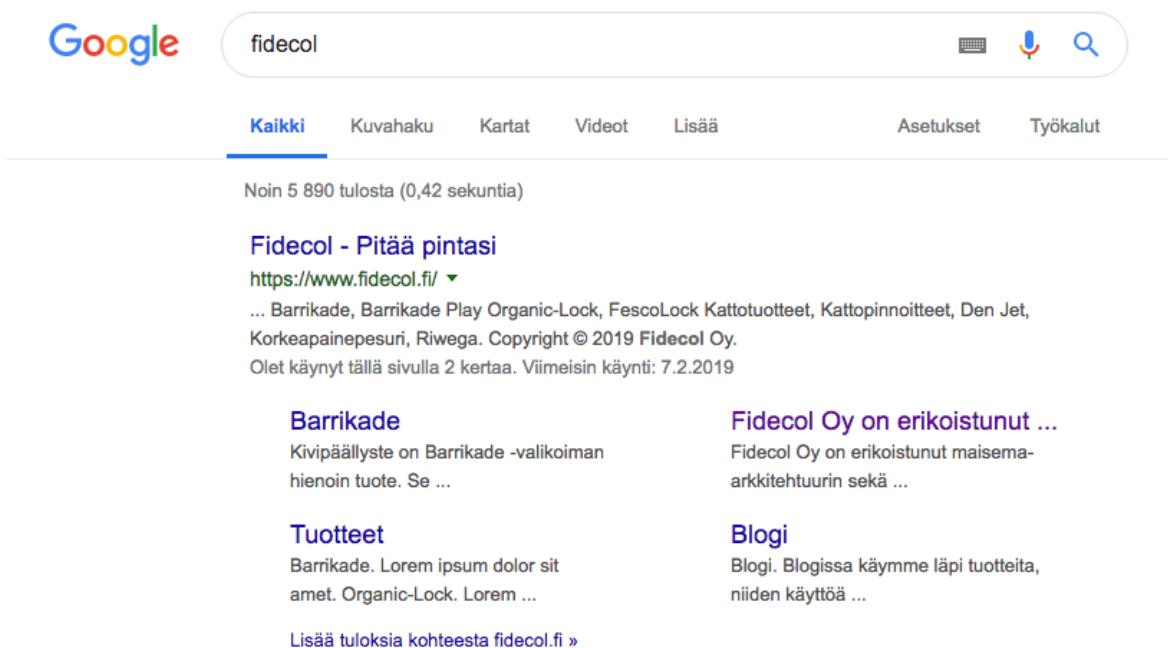 Google
fidecol
Kaikki Kuvahaku Kartat Videot Lisää Asetukset Työkalut
Noin 5 890 tulosta (0,42 sekuntia)
Fidecol - Pitää pintasi
https://www.fidecol.fi/
... Barrikade, Barrikade Play Organic-Lock, FescoLock Kattotuotteet, Kattopinnoitteet, Den Jet,
Korkeapainepesuri, Riwega. Copyright © 2019 Fidecol Oy.
Olet käynyt tällä sivulla 2 kertaa. Viimeisin käynti: 7.2.2019
Barrikade
Kivipäällyste on Barrikade -valikoiman
hienoin tuote. Se ...
Fidecol Oy on erikoistunut ...
Fidecol Oy on erikoistunut maisema-
arkkitehtuurin sekä ...
Tuotteet
Barrikade. Lorem ipsum dolor sit
amet. Organic-Lock. Lorem ...
Blogi
Blogi. Blogissa käymme läpi tuotteita,
niiden käyttöä ...
Lisää tuloksia kohteesta fidecol.fi »